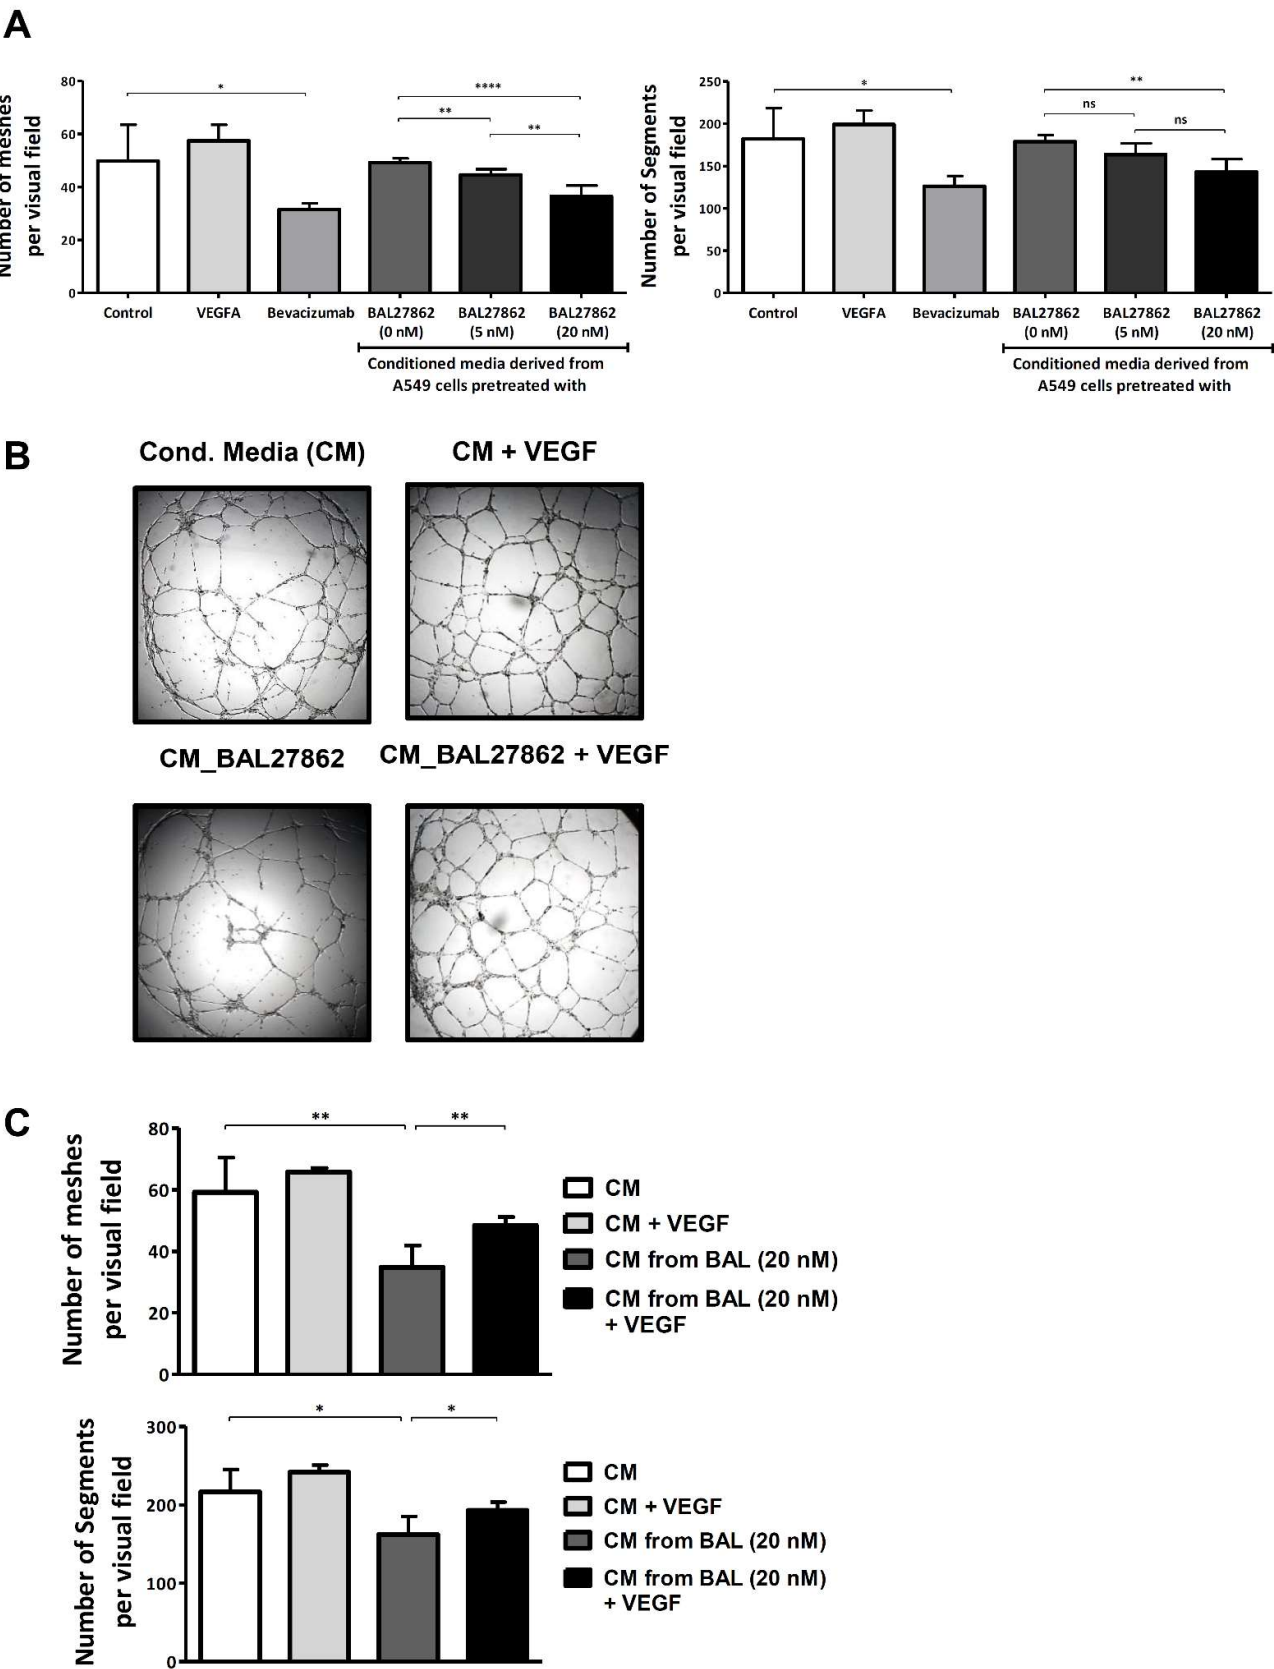 A
Number of meshes
per visual field
80
60
40
20
0
*
****
**
**
Control
VEGFA
Bevacizumab
BAL27862
(0 nM)
BAL27862
(5 nM)
BAL27862
(20 nM)
Conditioned media derived from
A549 cells pretreated with
Number of Segments
per visual field
250
200
150
100
50
0
*
**
ns
ns
Control
VEGFA
Bevacizumab
BAL27862
(0 nM)
BAL27862
(5 nM)
BAL27862
(20 nM)
Conditioned media derived from
A549 cells pretreated with
B
Cond. Media (CM)
CM + VEGF
CM_BAL27862
CM_BAL27862 + VEGF
C
Number of meshes
per visual field
80
60
40
20
0
**
**
CM
CM + VEGF
CM from BAL (20 nM)
CM from BAL (20 nM)
+ VEGF
Number of Segments
per visual field
300
200
100
0
*
*
CM
CM + VEGF
CM from BAL (20 nM)
CM from BAL (20 nM)
+ VEGF